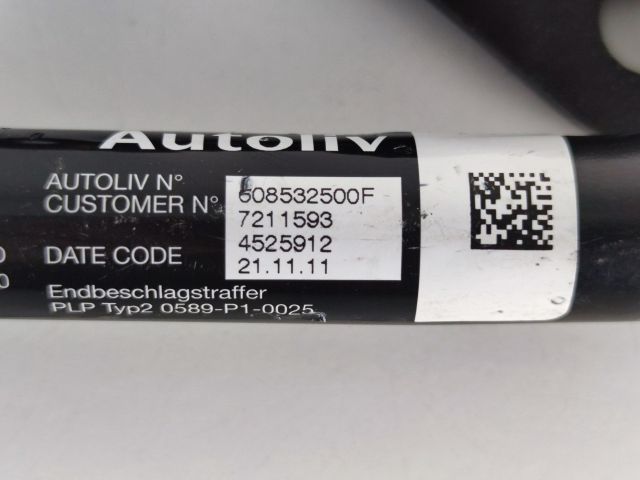 Autoliv
AUTOLIV N° 608532500F
CUSTOMER N° 7211593
4525912
DATE CODE 21.11.11
Endbeschlagstraffer
PLP Typ2 0589-P1-0025